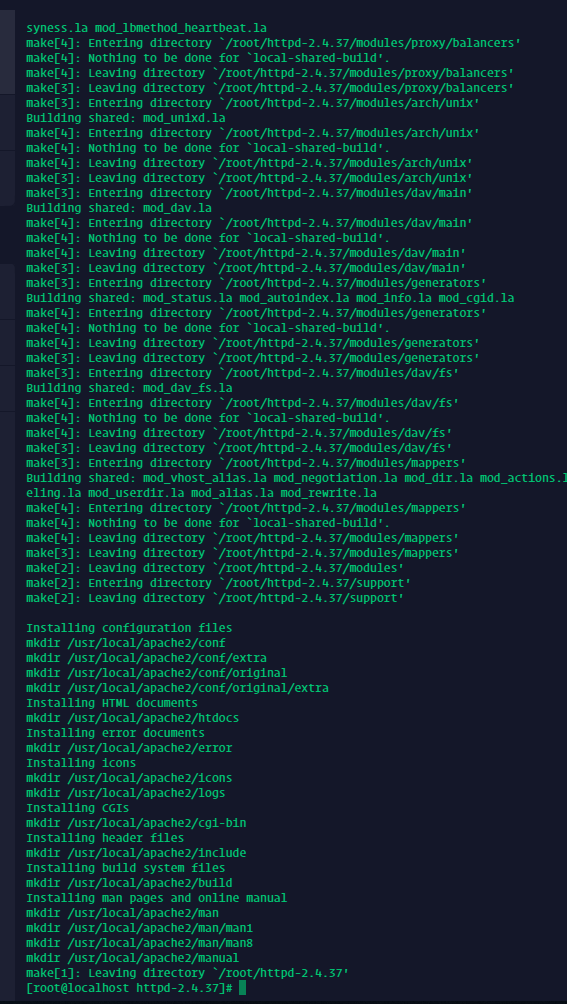 syness.la mod_lbmethod_heartbeat.la
make[4]: Entering directory `/root/httpd-2.4.37/modules/proxy/balancers'
make[4]: Nothing to be done for `local-shared-build'.
make[4]: Leaving directory `/root/httpd-2.4.37/modules/proxy/balancers'
make[3]: Leaving directory `/root/httpd-2.4.37/modules/proxy/balancers'
make[3]: Entering directory `/root/httpd-2.4.37/modules/arch/unix'
Building shared: mod_unixd.la
make[4]: Entering directory `/root/httpd-2.4.37/modules/arch/unix'
make[4]: Nothing to be done for `local-shared-build'.
make[4]: Leaving directory `/root/httpd-2.4.37/modules/arch/unix'
make[3]: Leaving directory `/root/httpd-2.4.37/modules/arch/unix'
make[3]: Entering directory `/root/httpd-2.4.37/modules/dav/main'
Building shared: mod_dav.la
make[4]: Entering directory `/root/httpd-2.4.37/modules/dav/main'
make[4]: Nothing to be done for `local-shared-build'.
make[4]: Leaving directory `/root/httpd-2.4.37/modules/dav/main'
make[3]: Leaving directory `/root/httpd-2.4.37/modules/dav/main'
make[3]: Entering directory `/root/httpd-2.4.37/modules/generators'
Building shared: mod_status.la mod_autoindex.la mod_info.la mod_cgid.la
make[4]: Entering directory `/root/httpd-2.4.37/modules/generators'
make[4]: Nothing to be done for `local-shared-build'.
make[4]: Leaving directory `/root/httpd-2.4.37/modules/generators'
make[3]: Leaving directory `/root/httpd-2.4.37/modules/generators'
make[3]: Entering directory `/root/httpd-2.4.37/modules/dav/fs'
Building shared: mod_dav_fs.la
make[4]: Entering directory `/root/httpd-2.4.37/modules/dav/fs'
make[4]: Nothing to be done for `local-shared-build'.
make[4]: Leaving directory `/root/httpd-2.4.37/modules/dav/fs'
make[3]: Leaving directory `/root/httpd-2.4.37/modules/dav/fs'
make[3]: Entering directory `/root/httpd-2.4.37/modules/mappers'
Building shared: mod_vhost_alias.la mod_negotiation.la mod_dir.la mod_actions.l
eling.la mod_userdir.la mod_alias.la mod_rewrite.la
make[4]: Entering directory `/root/httpd-2.4.37/modules/mappers'
make[4]: Nothing to be done for `local-shared-build'.
make[4]: Leaving directory `/root/httpd-2.4.37/modules/mappers'
make[3]: Leaving directory `/root/httpd-2.4.37/modules/mappers'
make[2]: Leaving directory `/root/httpd-2.4.37/modules'
make[2]: Entering directory `/root/httpd-2.4.37/support'
make[2]: Leaving directory `/root/httpd-2.4.37/support'
Installing configuration files
mkdir /usr/local/apache2/conf
mkdir /usr/local/apache2/conf/extra
mkdir /usr/local/apache2/conf/original
mkdir /usr/local/apache2/conf/original/extra
Installing HTML documents
mkdir /usr/local/apache2/htdocs
Installing error documents
mkdir /usr/local/apache2/error
Installing icons
mkdir /usr/local/apache2/icons
mkdir /usr/local/apache2/logs
Installing CGIs
mkdir /usr/local/apache2/cgi-bin
Installing header files
mkdir /usr/local/apache2/include
Installing build system files
mkdir /usr/local/apache2/build
Installing man pages and online manual
mkdir /usr/local/apache2/man
mkdir /usr/local/apache2/man/man1
mkdir /usr/local/apache2/man/man8
mkdir /usr/local/apache2/manual
make[1]: Leaving directory `/root/httpd-2.4.37'
[root@localhost httpd-2.4.37]#